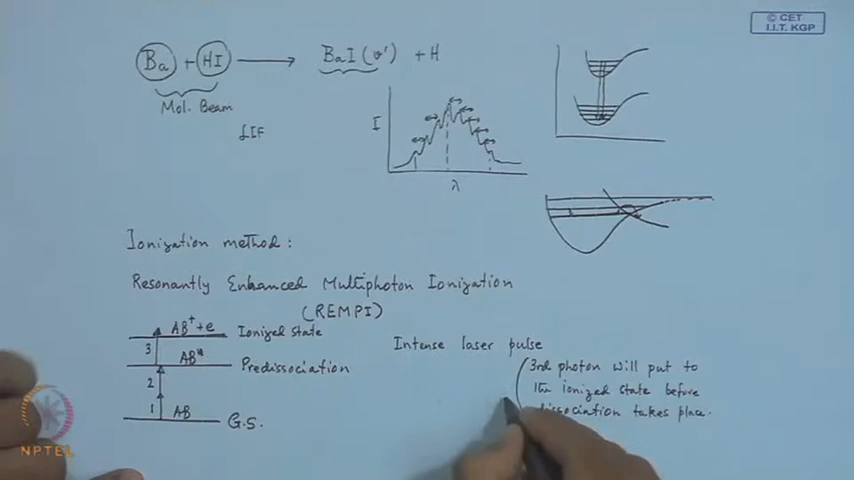 © CET
I.I.T. KGP
Ba + HI → BaI (v') + H
Mol. Beam
LIF
I
λ
Ionization method :
Resonantly Enhanced Multiphoton Ionization
(REMPI)
AB⁺ + e Ionized state
3
AB* Predissociation
2
1
AB G.S.
Intense laser pulse
3rd photon will put to
the ionized state before
dissociation takes place.
NPTEL